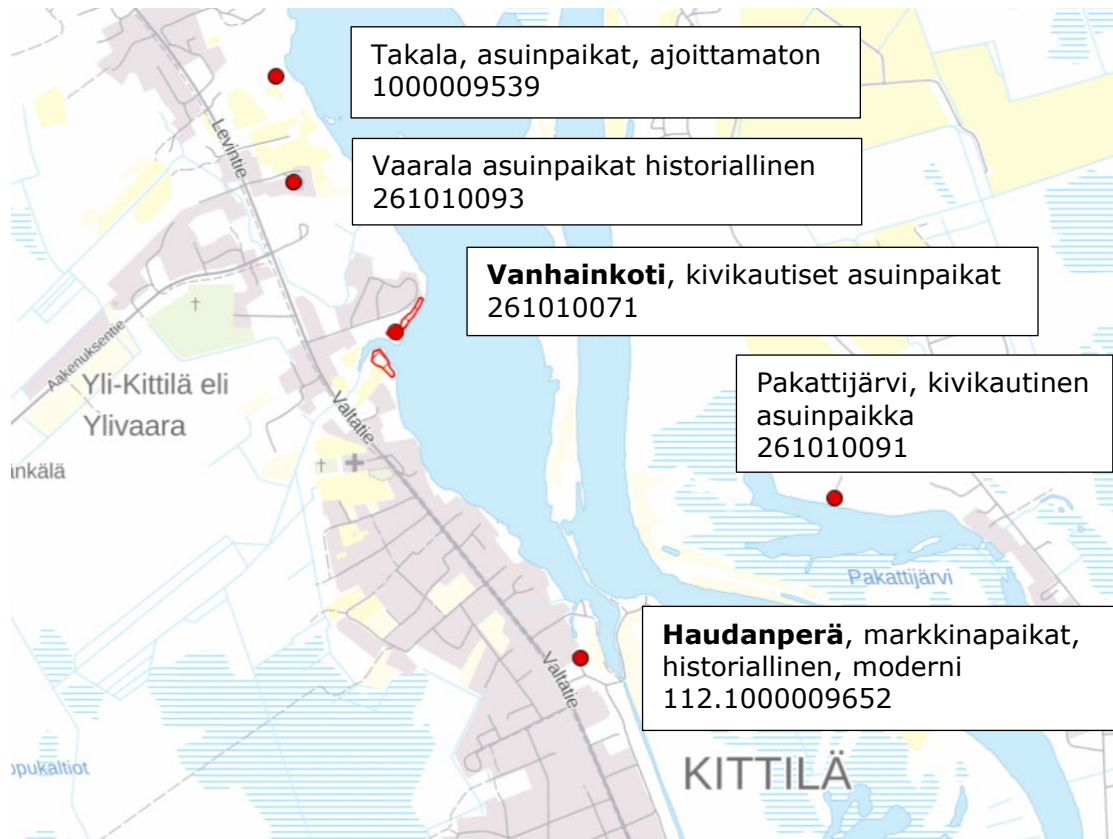 Takala, asuinpaikat, ajoittamaton
1000009539
Levintie
Vaarala asuinpaikat historiallinen
261010093
Vanhainkoti, kivikautiset asuinpaikat
261010071
Aakenuksentie
Yli-Kittilä eli
Ylivaara
Valtatie
Pakattijärvi, kivikautinen
asuinpaikka
261010091
änkälä
Pakattijärvi
Haudanperä, markkinapaikat,
historiallinen, moderni
112.1000009652
Valtatie
KITTILÄ
opukaltiot